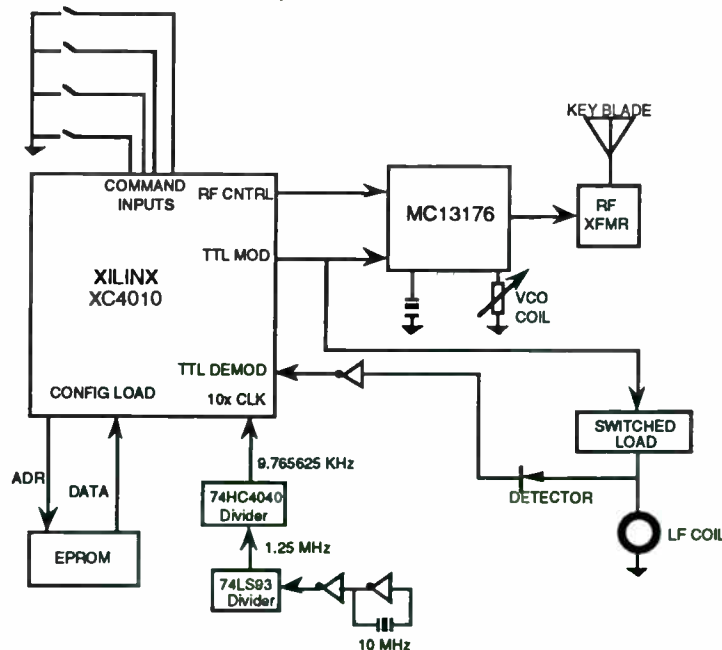 KEY BLADE
COMMAND
INPUTS
RF CNTRL
MC13176
RF
XFMR
TTL MOD
XILINX
XC4010
VCO
COIL
TTL DEMOD
CONFIG LOAD
10x CLK
SWITCHED
LOAD
9.765625 KHz
ADR
DATA
74HC4040
Divider
DETECTOR
LF COIL
EPROM
1.25 MHz
74LS93
Divider
10 MHz